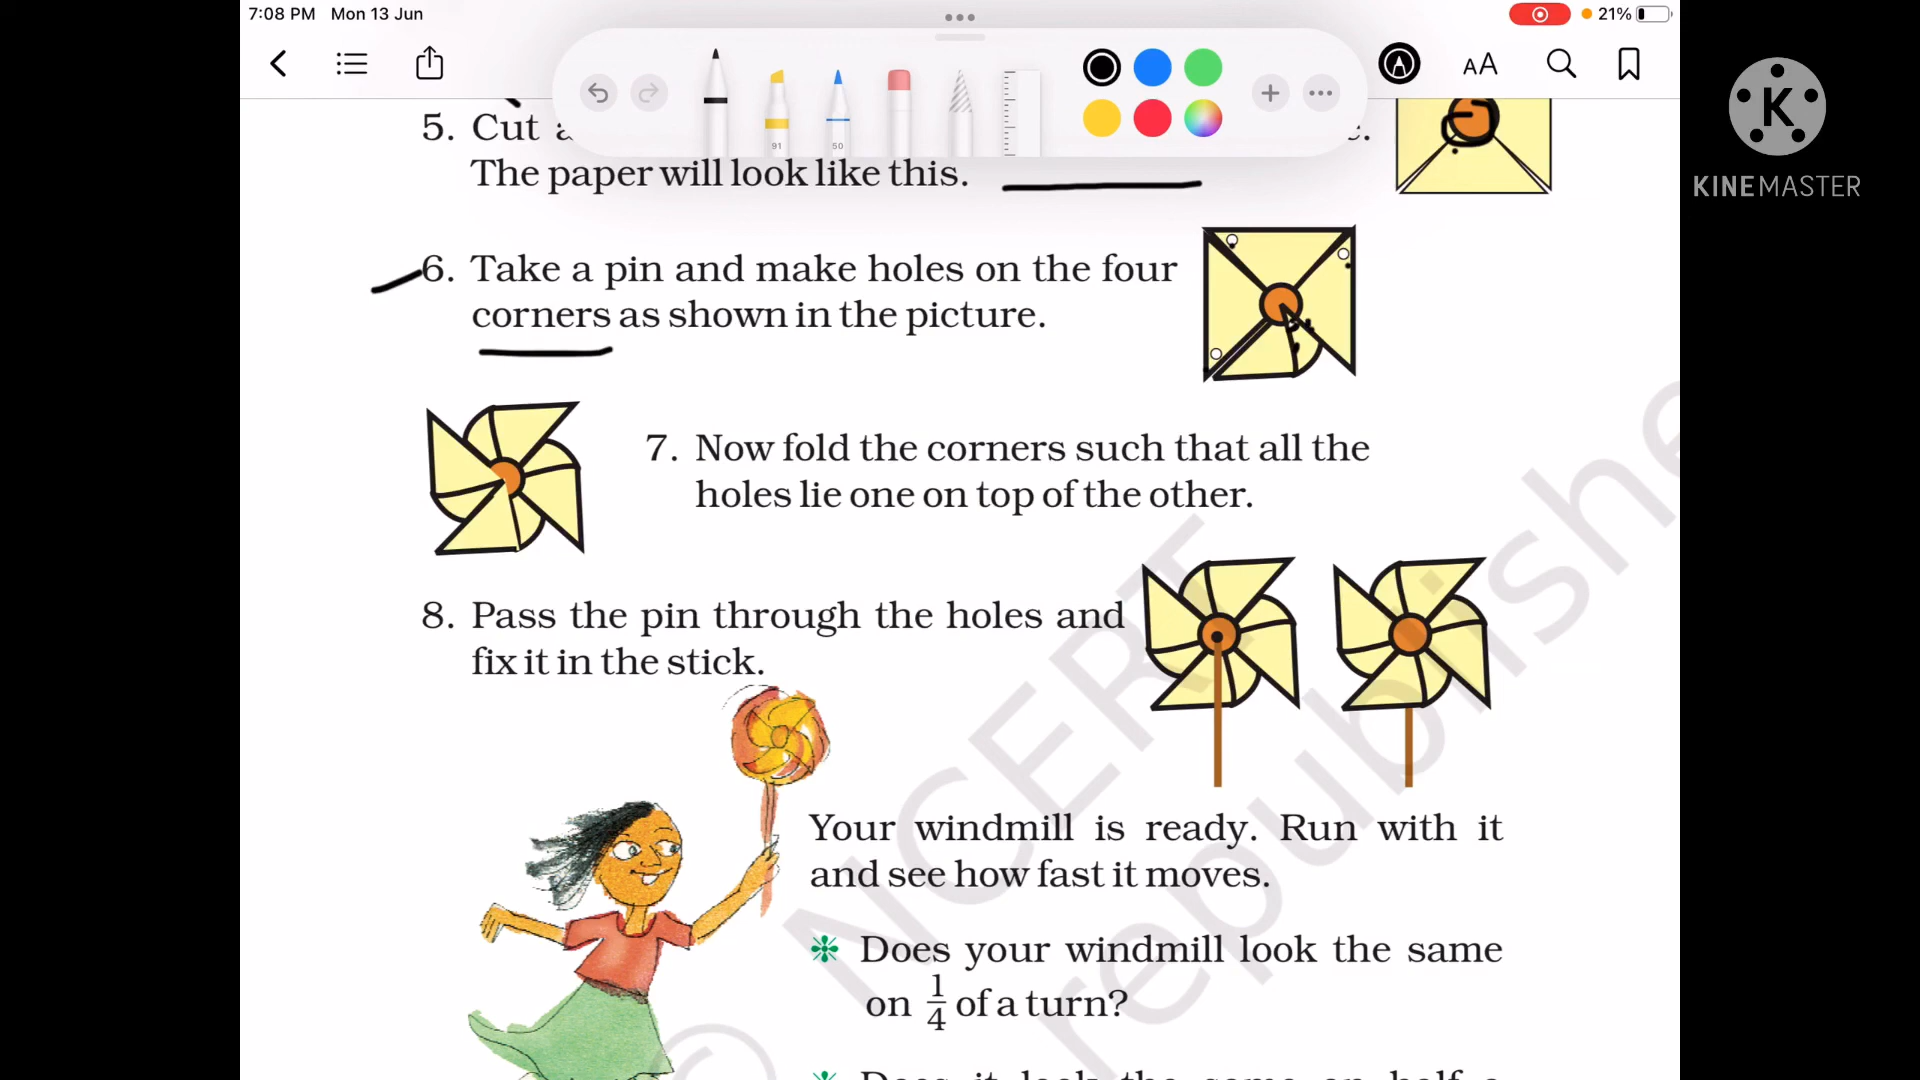 7:08 PM Mon 13 Jun
21%
AA
91
50
KINEMASTER
5. Cut
The paper will look like this.
6. Take a pin and make holes on the four
corners as shown in the picture.
7. Now fold the corners such that all the
holes lie one on top of the other.
8. Pass the pin through the holes and
fix it in the stick.
Your windmill is ready. Run with it
and see how fast it moves.
Does your windmill look the same
on 1/4 of a turn?
© NCERT
republishe